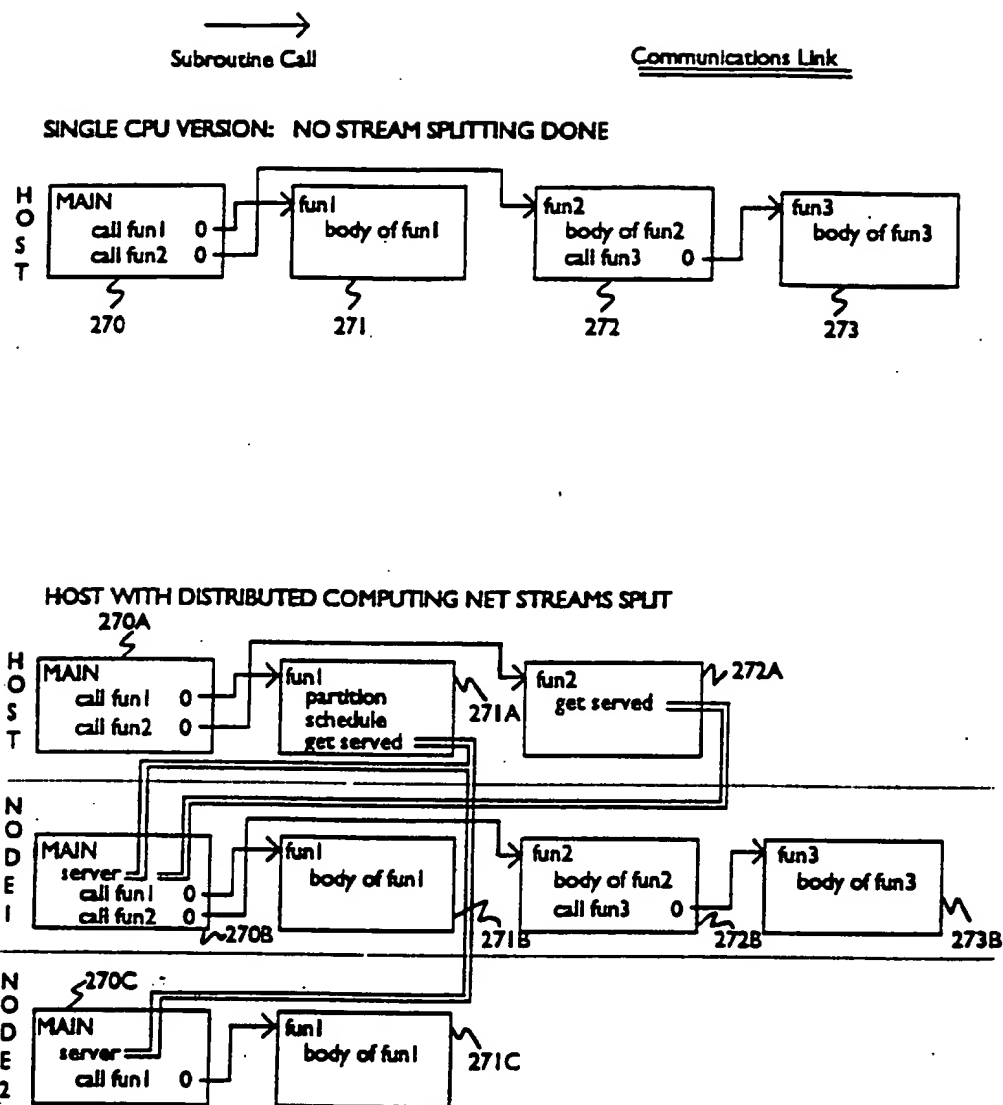 Subroutine Call
Communications Link
SINGLE CPU VERSION: NO STREAM SPLITTING DONE
HOST
MAIN
call fun1 0
call fun2 0
270
fun1
body of fun1
271
fun2
body of fun2
call fun3 0
272
fun3
body of fun3
273
HOST WITH DISTRIBUTED COMPUTING NET STREAMS SPLIT
HOST
270A
MAIN
call fun1 0
call fun2 0
fun1
partition
schedule
get served
271A
fun2
get served
272A
NODE 1
MAIN
server
call fun1 0
call fun2 0
270B
fun1
body of fun1
271B
fun2
body of fun2
call fun3 0
272B
fun3
body of fun3
273B
NODE 2
270C
MAIN
server
call fun1 0
fun1
body of fun1
271C